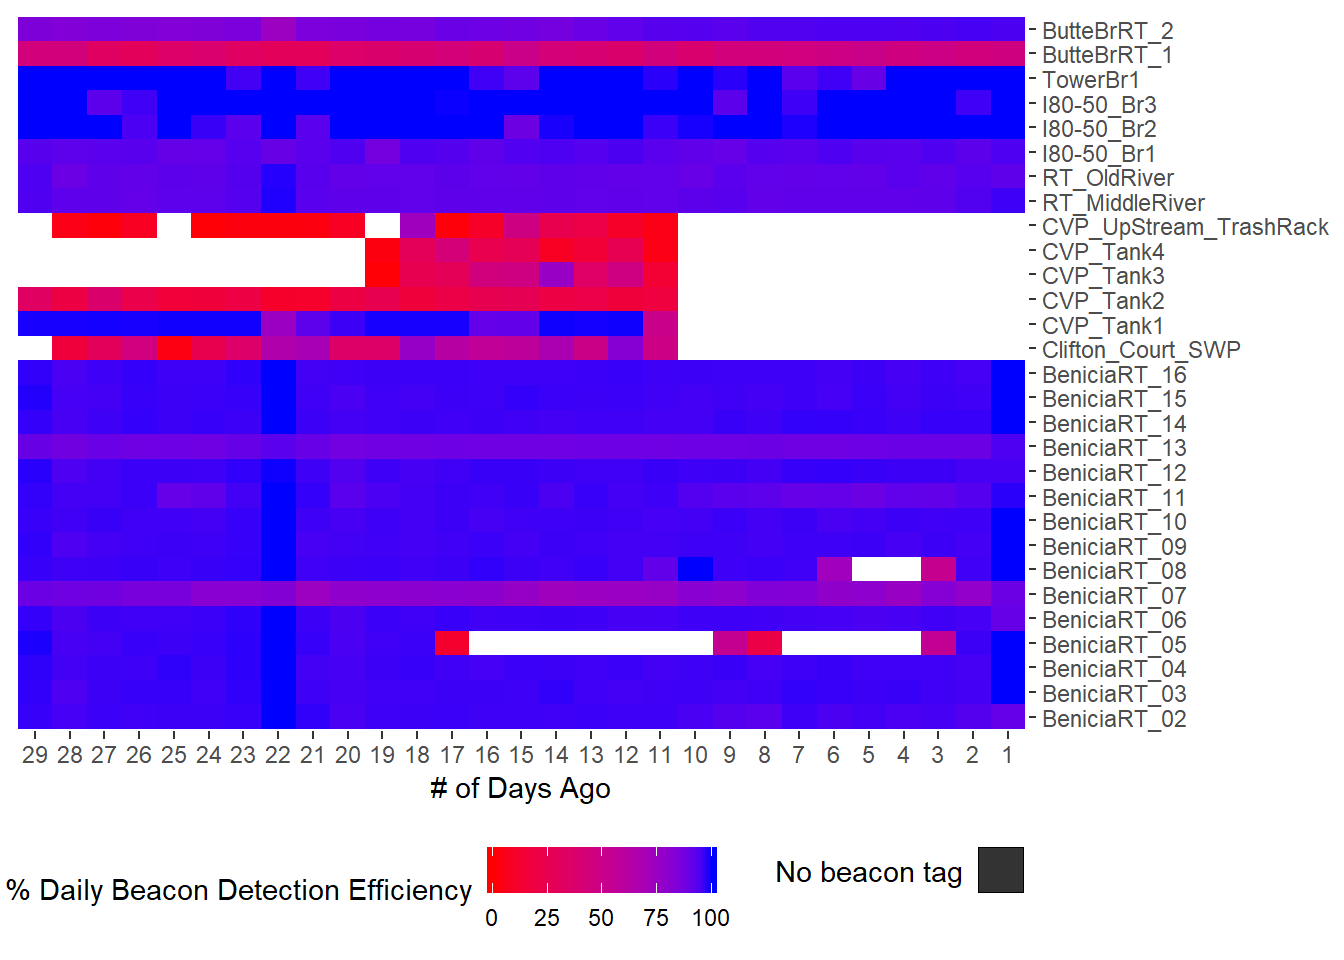 ButteBrRT_2
ButteBrRT_1
TowerBr1
I80-50_Br3
I80-50_Br2
I80-50_Br1
RT_OldRiver
RT_MiddleRiver
CVP_UpStream_TrashRack
CVP_Tank4
CVP_Tank3
CVP_Tank2
CVP_Tank1
Clifton_Court_SWP
BeniciaRT_16
BeniciaRT_15
BeniciaRT_14
BeniciaRT_13
BeniciaRT_12
BeniciaRT_11
BeniciaRT_10
BeniciaRT_09
BeniciaRT_08
BeniciaRT_07
BeniciaRT_06
BeniciaRT_05
BeniciaRT_04
BeniciaRT_03
BeniciaRT_02
29 28 27 26 25 24 23 22 21 20 19 18 17 16 15 14 13 12 11 10 9 8 7 6 5 4 3 2 1
# of Days Ago
% Daily Beacon Detection Efficiency
0 25 50 75 100
No beacon tag